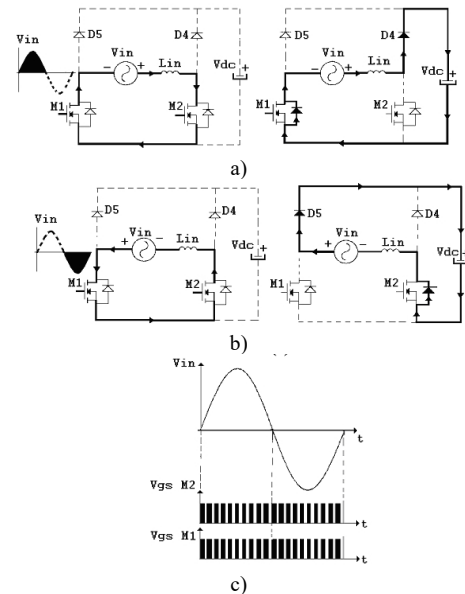 D5
D4
Vin
Vin
- +
Lin
Vdc +
M1
M2
D5
D4
Vin
- +
Lin
Vdc +
M1
M2
a)
D5
D4
Vin
Vin
+ -
Lin
Vdc +
M1
M2
D5
D4
Vin
+ -
Lin
Vdc +
M1
M2
b)
Vin
t
Vgs M2
t
Vgs M1
t
c)